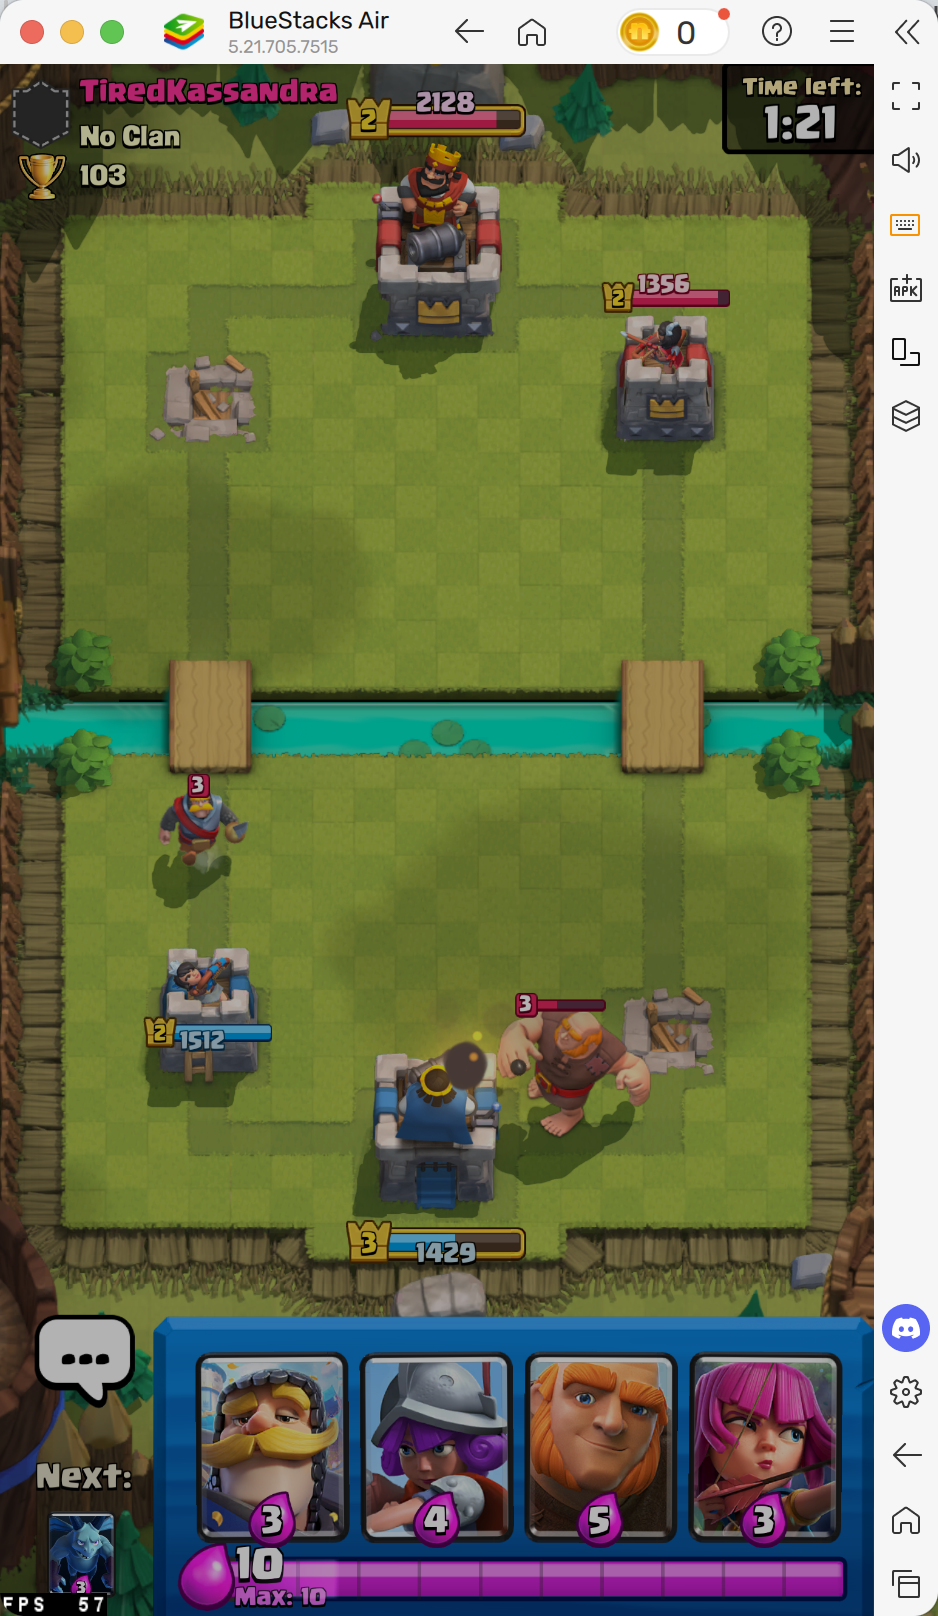 BlueStacks Air
5.21.705.7515
0
TiredKassandra
No Clan
103
2
2128
Time left:
1:21
2
1356
APK
3
2
1512
3
3
1429
Next:
3
3
4
5
3
10
Max: 10
FPS 57